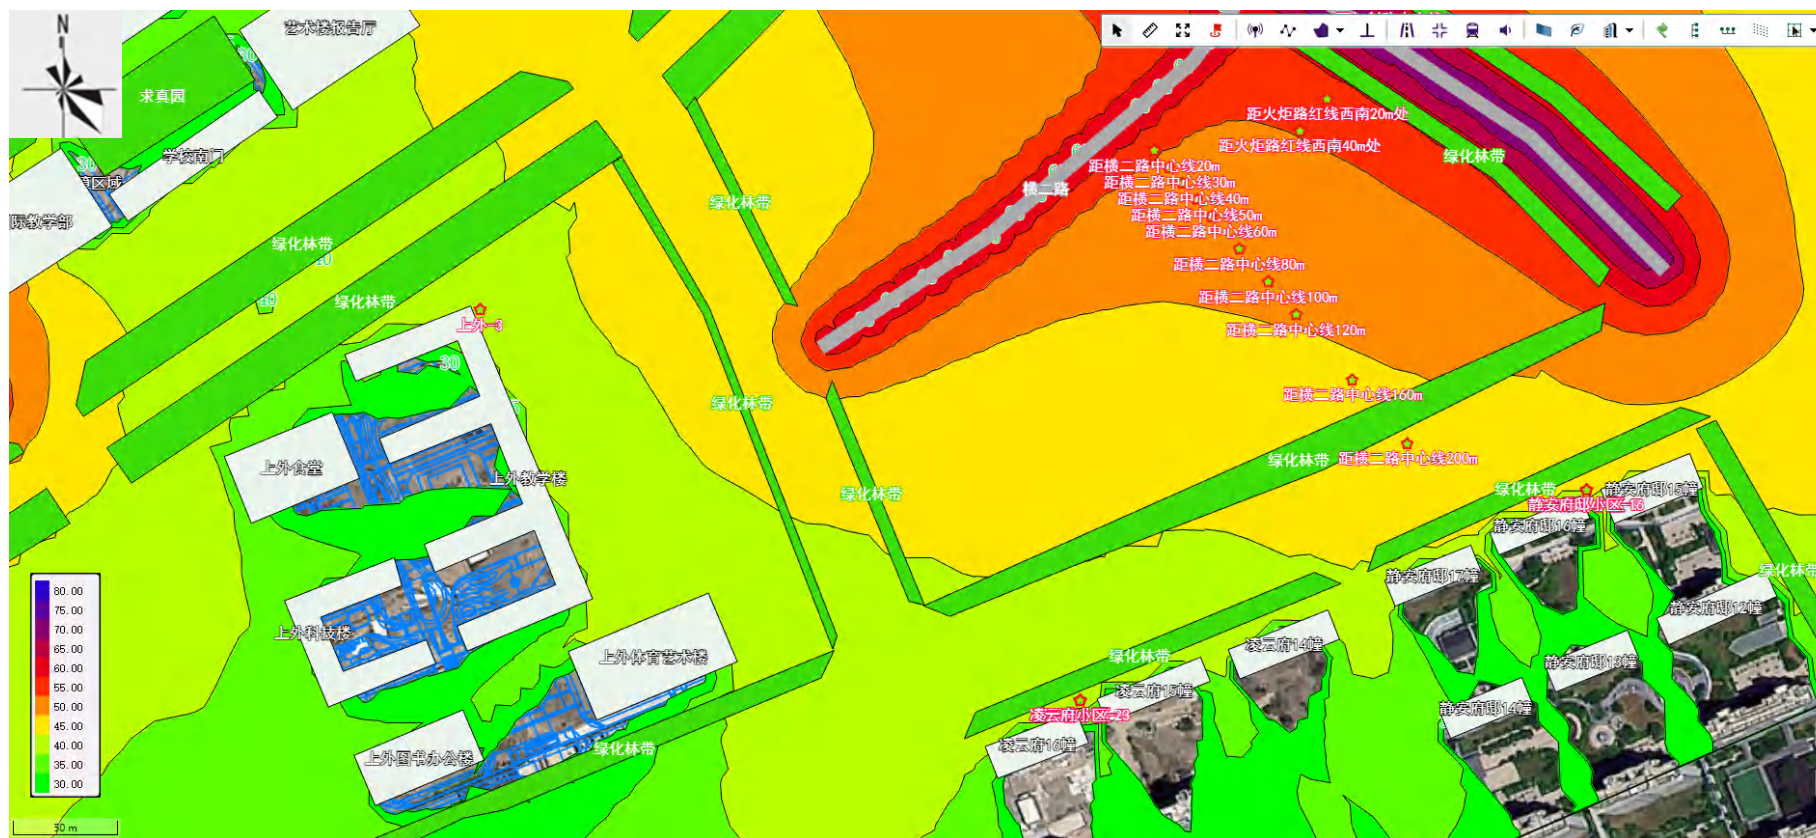 N
艺术楼报告厅
30
求真园
学校南门
30
际教学部
绿化林带
40
40
绿化林带
绿化林带
绿化林带
绿化林带
横二路
距火炬路红线西南20m处
距火炬路红线西南40m处
绿化林带
距横二路中心线20m
距横二路中心线30m
距横二路中心线40m
距横二路中心线50m
距横二路中心线60m
距横二路中心线80m
距横二路中心线100m
距横二路中心线120m
距横二路中心线160m
绿化林带
距横二路中心线200m
上外-3
30
上外食堂
上外教学楼
上外科技楼
上外体育艺术楼
上外图书办公楼
绿化林带
绿化林带
静安府邸15幢
静安府邸小区-16
静安府邸16幢
静安府邸17幢
绿化林带
静安府邸12幢
静安府邸13幢
静安府邸14幢
绿化林带
凌云府14幢
凌云府15幢
凌云府小区-23
凌云府16幢
80.00
75.00
70.00
65.00
60.00
55.00
50.00
45.00
40.00
35.00
30.00
50 m